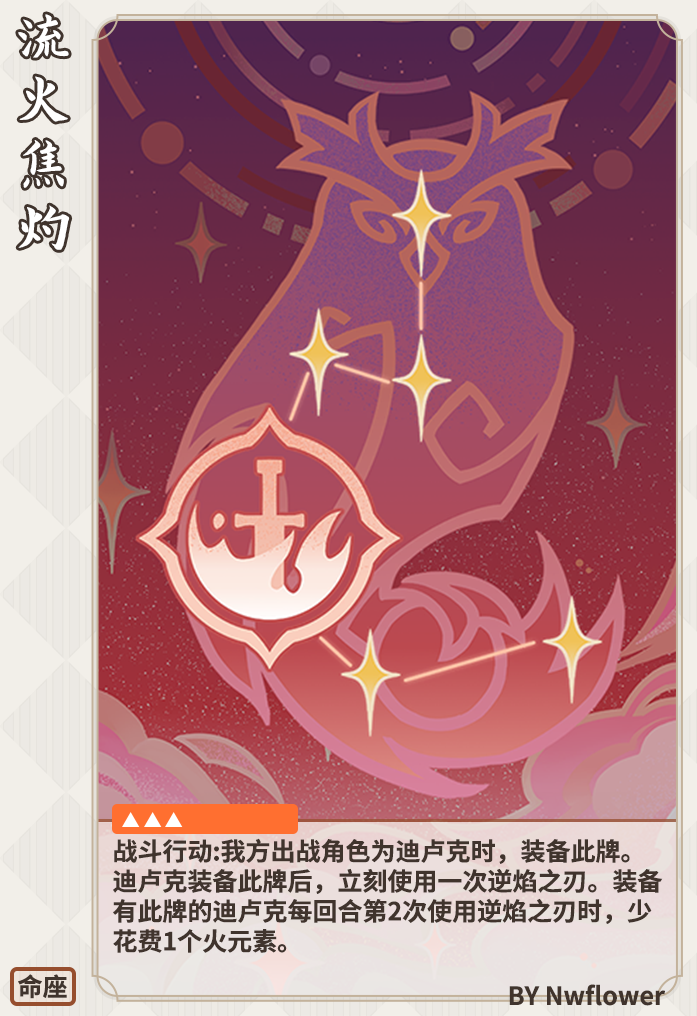 流火焦灼
战斗行动:我方出战角色为迪卢克时，装备此牌。
迪卢克装备此牌后，立刻使用一次逆焰之刃。装备
有此牌的迪卢克每回合第2次使用逆焰之刃时，少
花费1个火元素。
命座
BY Nwflower